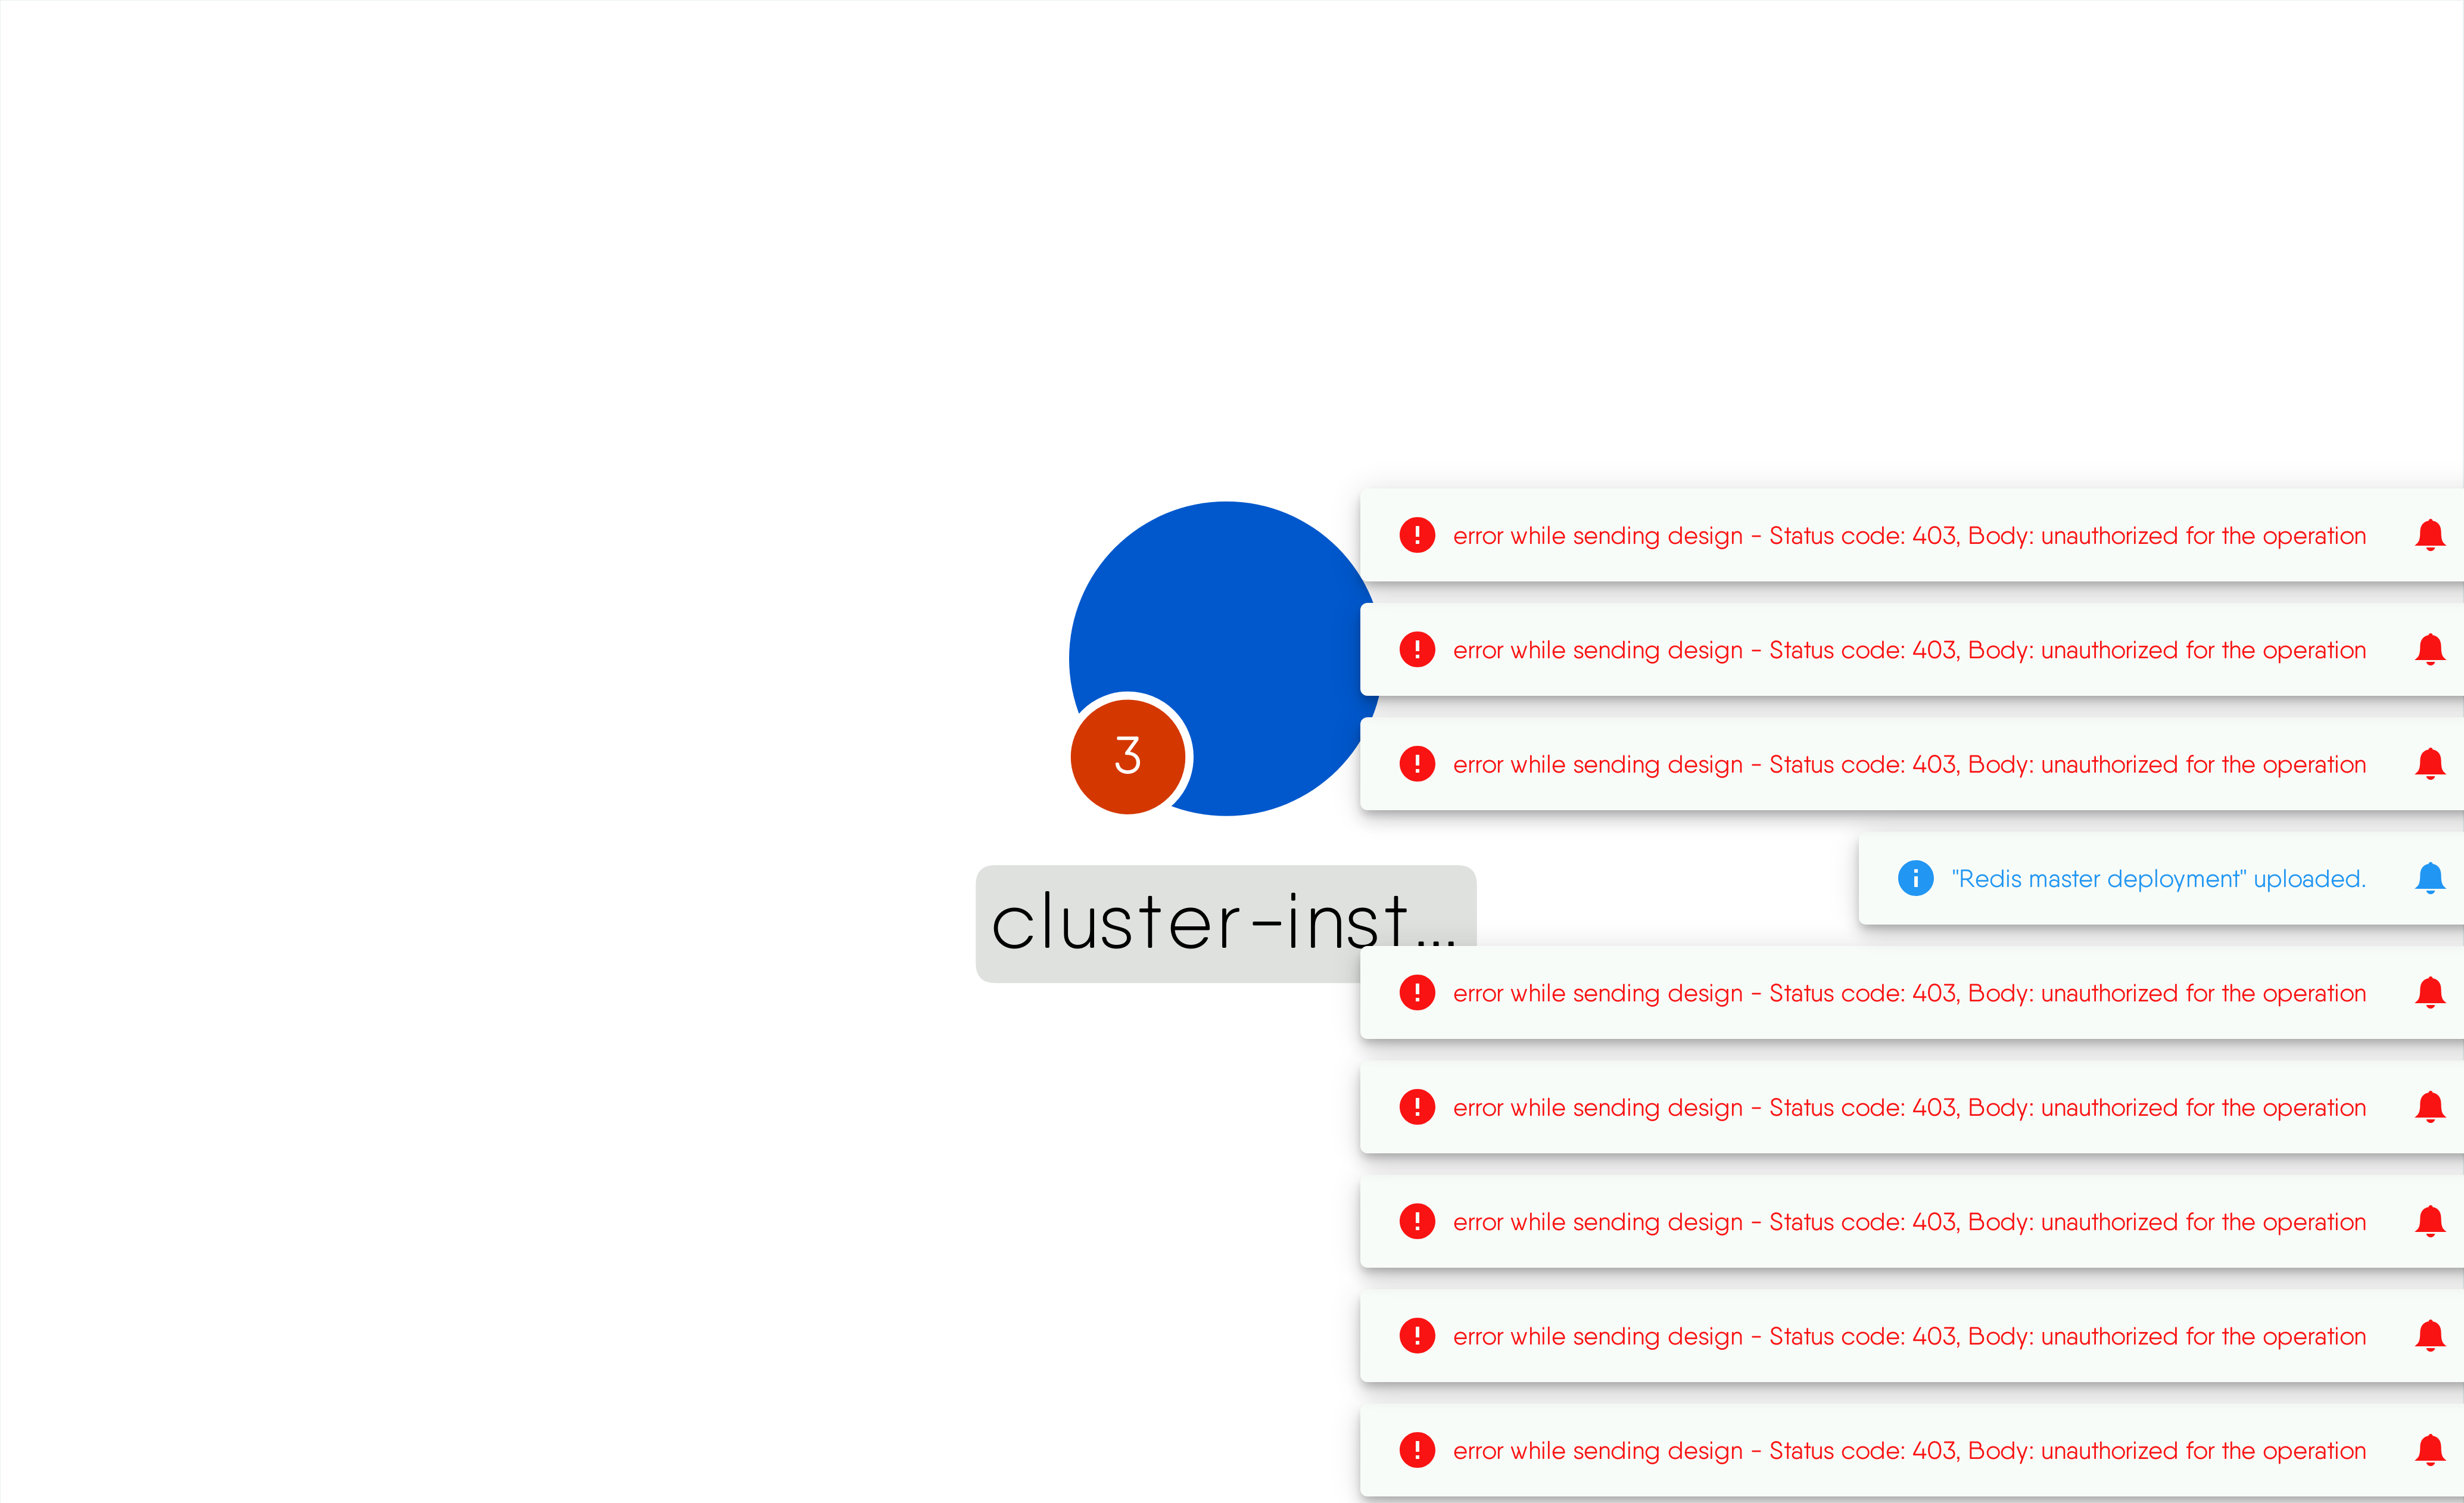 error while sending design - Status code: 403, Body: unauthorized for the operation
error while sending design - Status code: 403, Body: unauthorized for the operation
3
error while sending design - Status code: 403, Body: unauthorized for the operation
"Redis master deployment" uploaded.
cluster-inst...
error while sending design - Status code: 403, Body: unauthorized for the operation
error while sending design - Status code: 403, Body: unauthorized for the operation
error while sending design - Status code: 403, Body: unauthorized for the operation
error while sending design - Status code: 403, Body: unauthorized for the operation
error while sending design - Status code: 403, Body: unauthorized for the operation